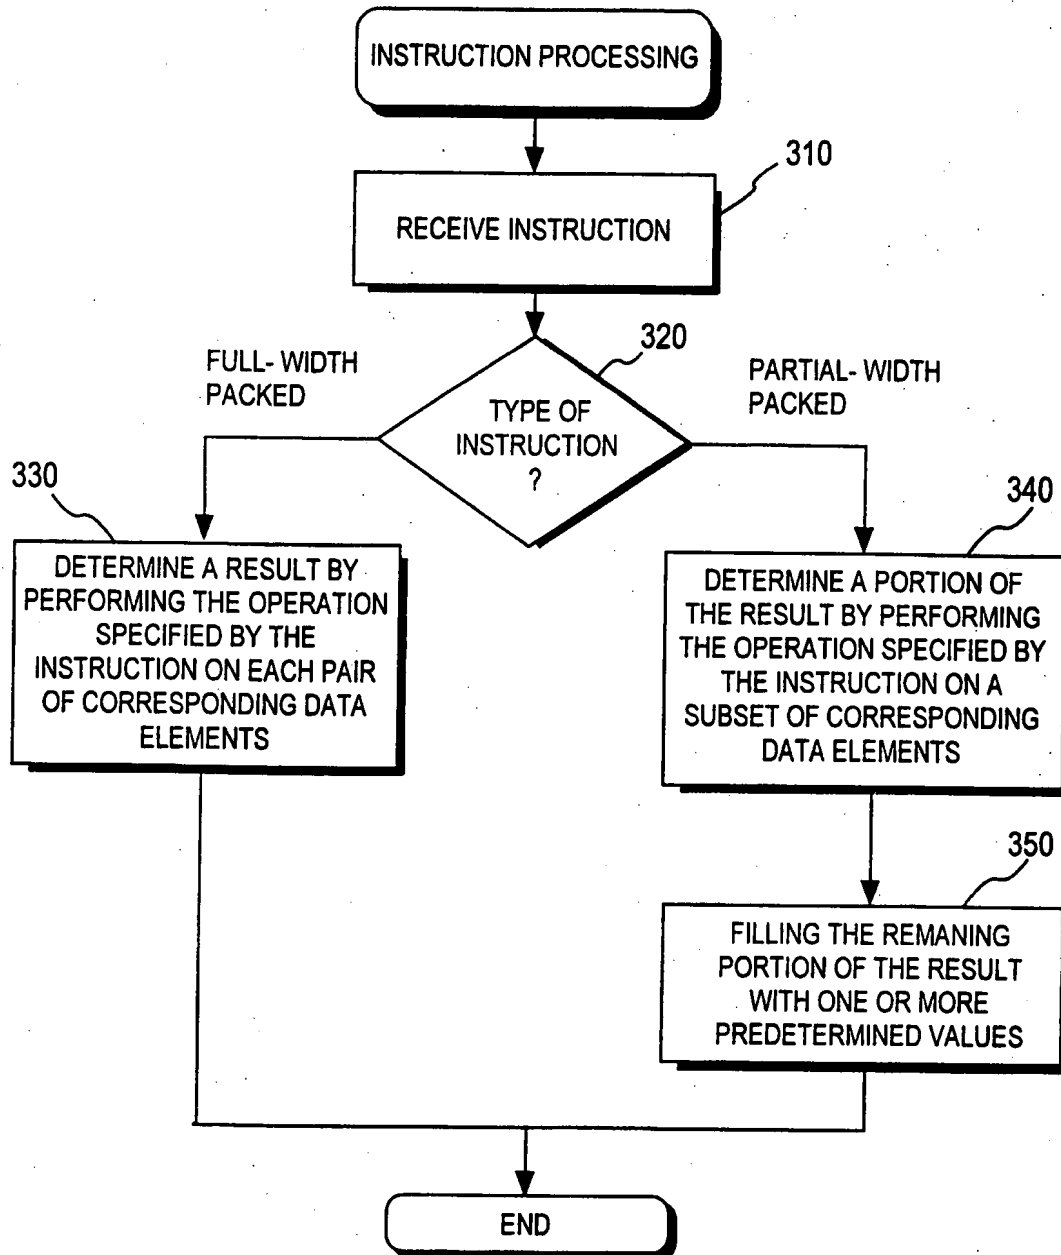 INSTRUCTION PROCESSING
310
RECEIVE INSTRUCTION
320
FULL- WIDTH
PACKED
PARTIAL- WIDTH
PACKED
TYPE OF
INSTRUCTION
?
330
DETERMINE A RESULT BY
PERFORMING THE OPERATION
SPECIFIED BY THE
INSTRUCTION ON EACH PAIR
OF CORRESPONDING DATA
ELEMENTS
340
DETERMINE A PORTION OF
THE RESULT BY PERFORMING
THE OPERATION SPECIFIED BY
THE INSTRUCTION ON A
SUBSET OF CORRESPONDING
DATA ELEMENTS
350
FILLING THE REMANING
PORTION OF THE RESULT
WITH ONE OR MORE
PREDETERMINED VALUES
END